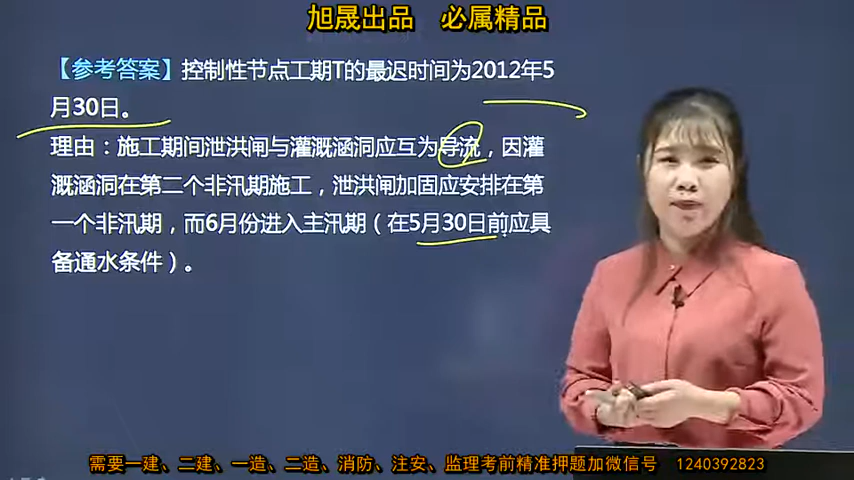 旭晟出品 必属精品
【参考答案】控制性节点工期T的最迟时间为2012年5
月30日。
理由：施工期间泄洪闸与灌溉涵洞应互为导流，因灌
溉涵洞在第二个非汛期施工，泄洪闸加固应安排在第
一个非汛期，而6月份进入主汛期（在5月30日前应具
备通水条件）。
需要一建、二建、一造、二造、消防、注安、监理考前精准押题加微信号 1240392823